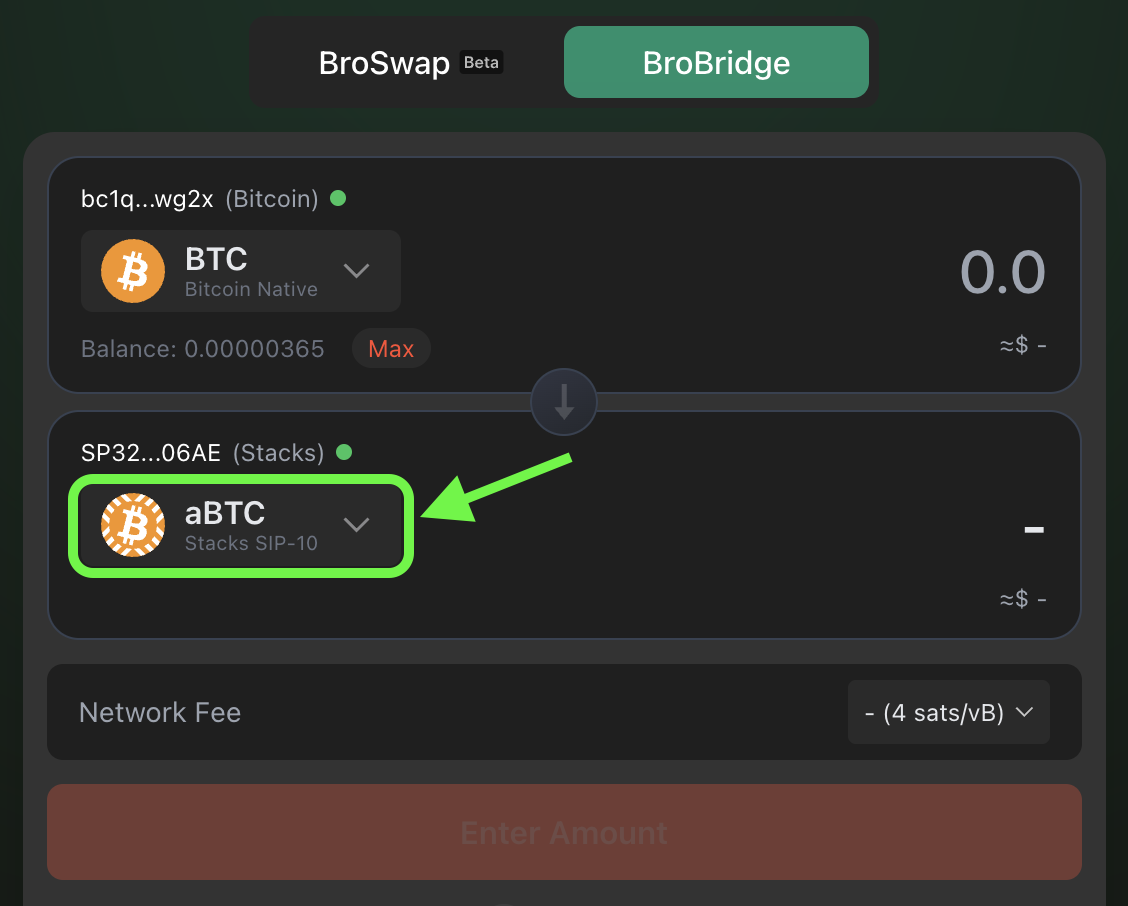 BroSwap Beta
BroBridge
bc1q...wg2x (Bitcoin)
BTC
Bitcoin Native
0.0
Balance: 0.00000365
Max
≈$ -
SP32...06AE (Stacks)
aBTC
Stacks SIP-10
-
≈$ -
Network Fee
- (4 sats/vB)
Enter Amount